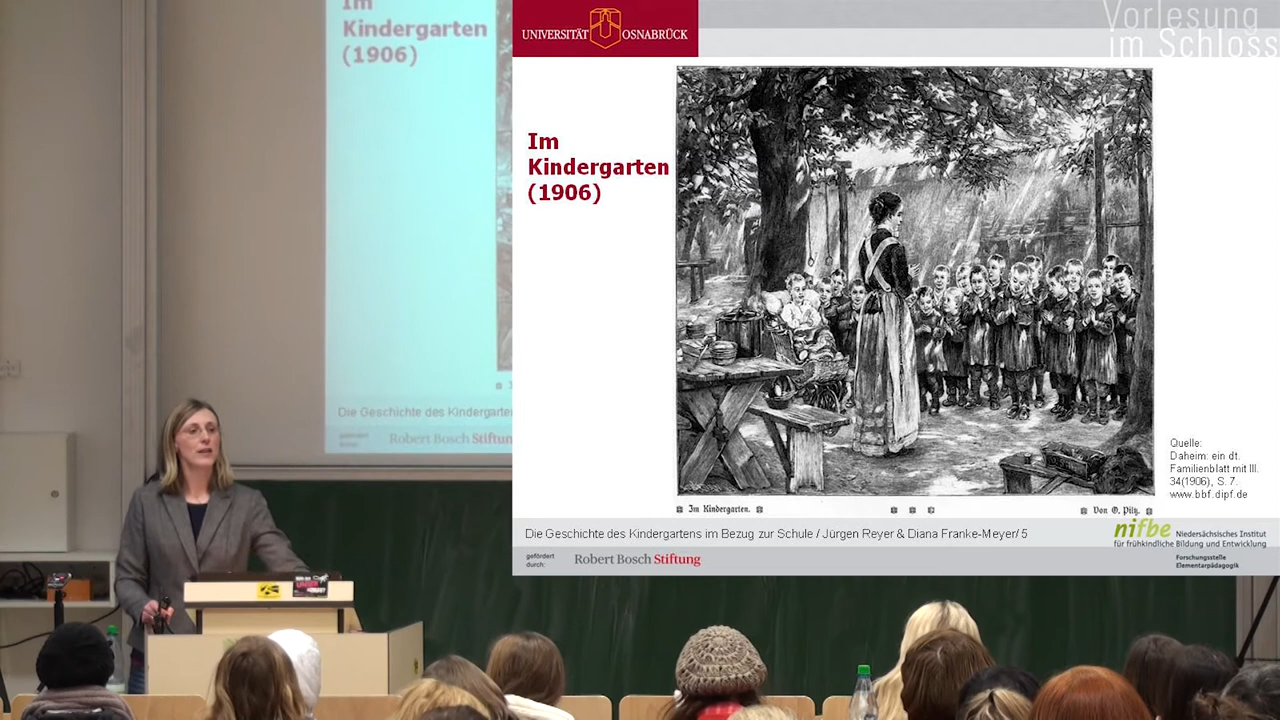 Im
Kindergarten
(1906)
Die Geschichte des Kindergarten
gefördert
durch:
Robert Bosch Stiftun
UNIVERSITÄT OSNABRÜCK
Vorlesung
im Schloss
Im
Kindergarten
(1906)
Quelle:
Daheim: ein dt.
Familienblatt mit Ill.
34(1906), S. 7.
www.bbf.dipf.de
Im Kindergarten.
Von O. Piltz.
Die Geschichte des Kindergartens im Bezug zur Schule / Jürgen Reyer & Diana Franke-Meyer/ 5
nifbe Niedersächsisches Institut
für frühkindliche Bildung und Entwicklung
Forschungsstelle
Elementarpädagogik
gefördert
durch:
Robert Bosch Stiftung